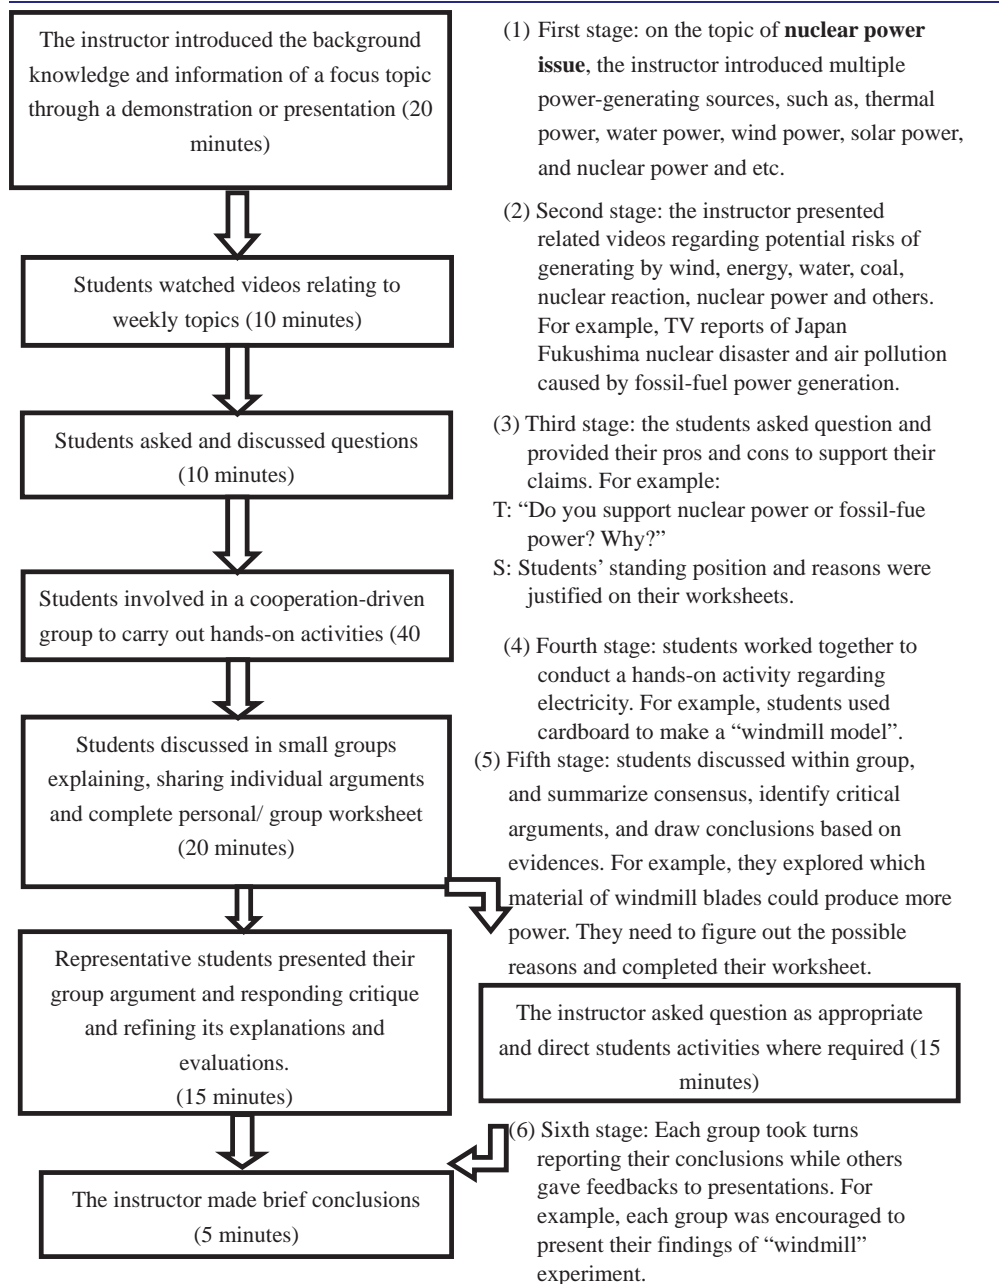 The instructor introduced the background
knowledge and information of a focus topic
through a demonstration or presentation (20
minutes)
Students watched videos relating to
weekly topics (10 minutes)
Students asked and discussed questions
(10 minutes)
Students involved in a cooperation-driven
group to carry out hands-on activities (40
Students discussed in small groups
explaining, sharing individual arguments
and complete personal/ group worksheet
(20 minutes)
Representative students presented their
group argument and responding critique
and refining its explanations and
evaluations.
(15 minutes)
The instructor made brief conclusions
(5 minutes)
(1) First stage: on the topic of nuclear power
issue, the instructor introduced multiple
power-generating sources, such as, thermal
power, water power, wind power, solar power,
and nuclear power and etc.
(2) Second stage: the instructor presented
related videos regarding potential risks of
generating by wind, energy, water, coal,
nuclear reaction, nuclear power and others.
For example, TV reports of Japan
Fukushima nuclear disaster and air pollution
caused by fossil-fuel power generation.
(3) Third stage: the students asked question and
provided their pros and cons to support their
claims. For example:
T: “Do you support nuclear power or fossil-fue
power? Why?”
S: Students’ standing position and reasons were
justified on their worksheets.
(4) Fourth stage: students worked together to
conduct a hands-on activity regarding
electricity. For example, students used
cardboard to make a “windmill model”.
(5) Fifth stage: students discussed within group,
and summarize consensus, identify critical
arguments, and draw conclusions based on
evidences. For example, they explored which
material of windmill blades could produce more
power. They need to figure out the possible
reasons and completed their worksheet.
The instructor asked question as appropriate
and direct students activities where required (15
minutes)
(6) Sixth stage: Each group took turns
reporting their conclusions while others
gave feedbacks to presentations. For
example, each group was encouraged to
present their findings of “windmill”
experiment.